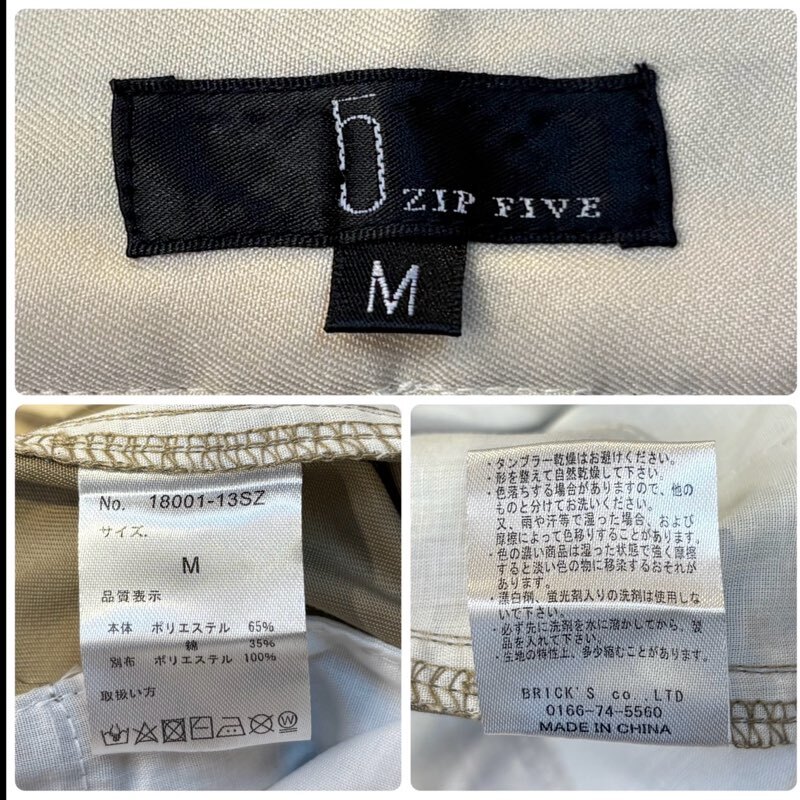 5 ZIP FIVE
M
No. 18001-13SZ
サイズ.
M
品質表示
本体 ポリエステル 65%
綿 35%
別布 ポリエステル 100%
取扱い方
W
・タンブラー乾燥はお避けください。
・形を整えて自然乾燥して下さい。
・色落ちする場合がありますので、他の
ものと分けてお洗いください。
又、雨や汗等で湿った場合、および
摩擦によって色移りすることがあります。
・色の濃い商品は湿った状態で強く摩擦
すると淡い色の物に移染するおそれが
あります。
・漂白剤、蛍光剤入りの洗剤は使用しな
いで下さい。
・必ず先に洗剤を水に溶かしてから、製
品を入れて下さい。
・生地の特性上、多少縮むことがあります。
BRICK'S co.,LTD
0166-74-5560
MADE IN CHINA